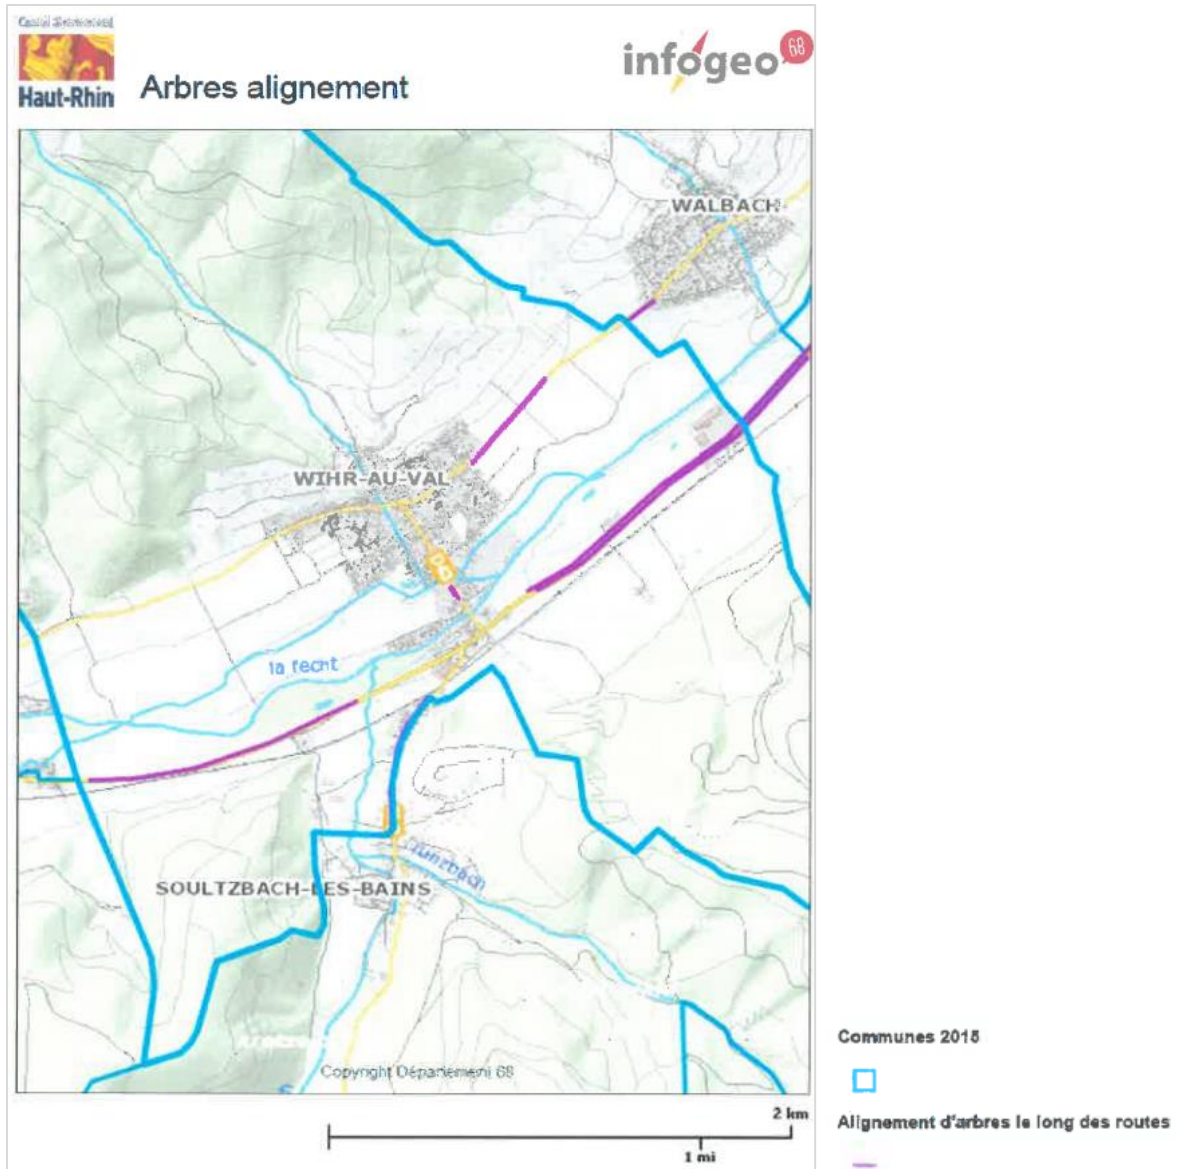 Haut-Rhin
Arbres alignement
infogeo 68
WALBACH
WIHR-AU-VAL
la fecht
SOULTZBACH-LES-BAINS
Copyright Département 68
2 km
1 mi
Communes 2015
Alignement d'arbres le long des routes